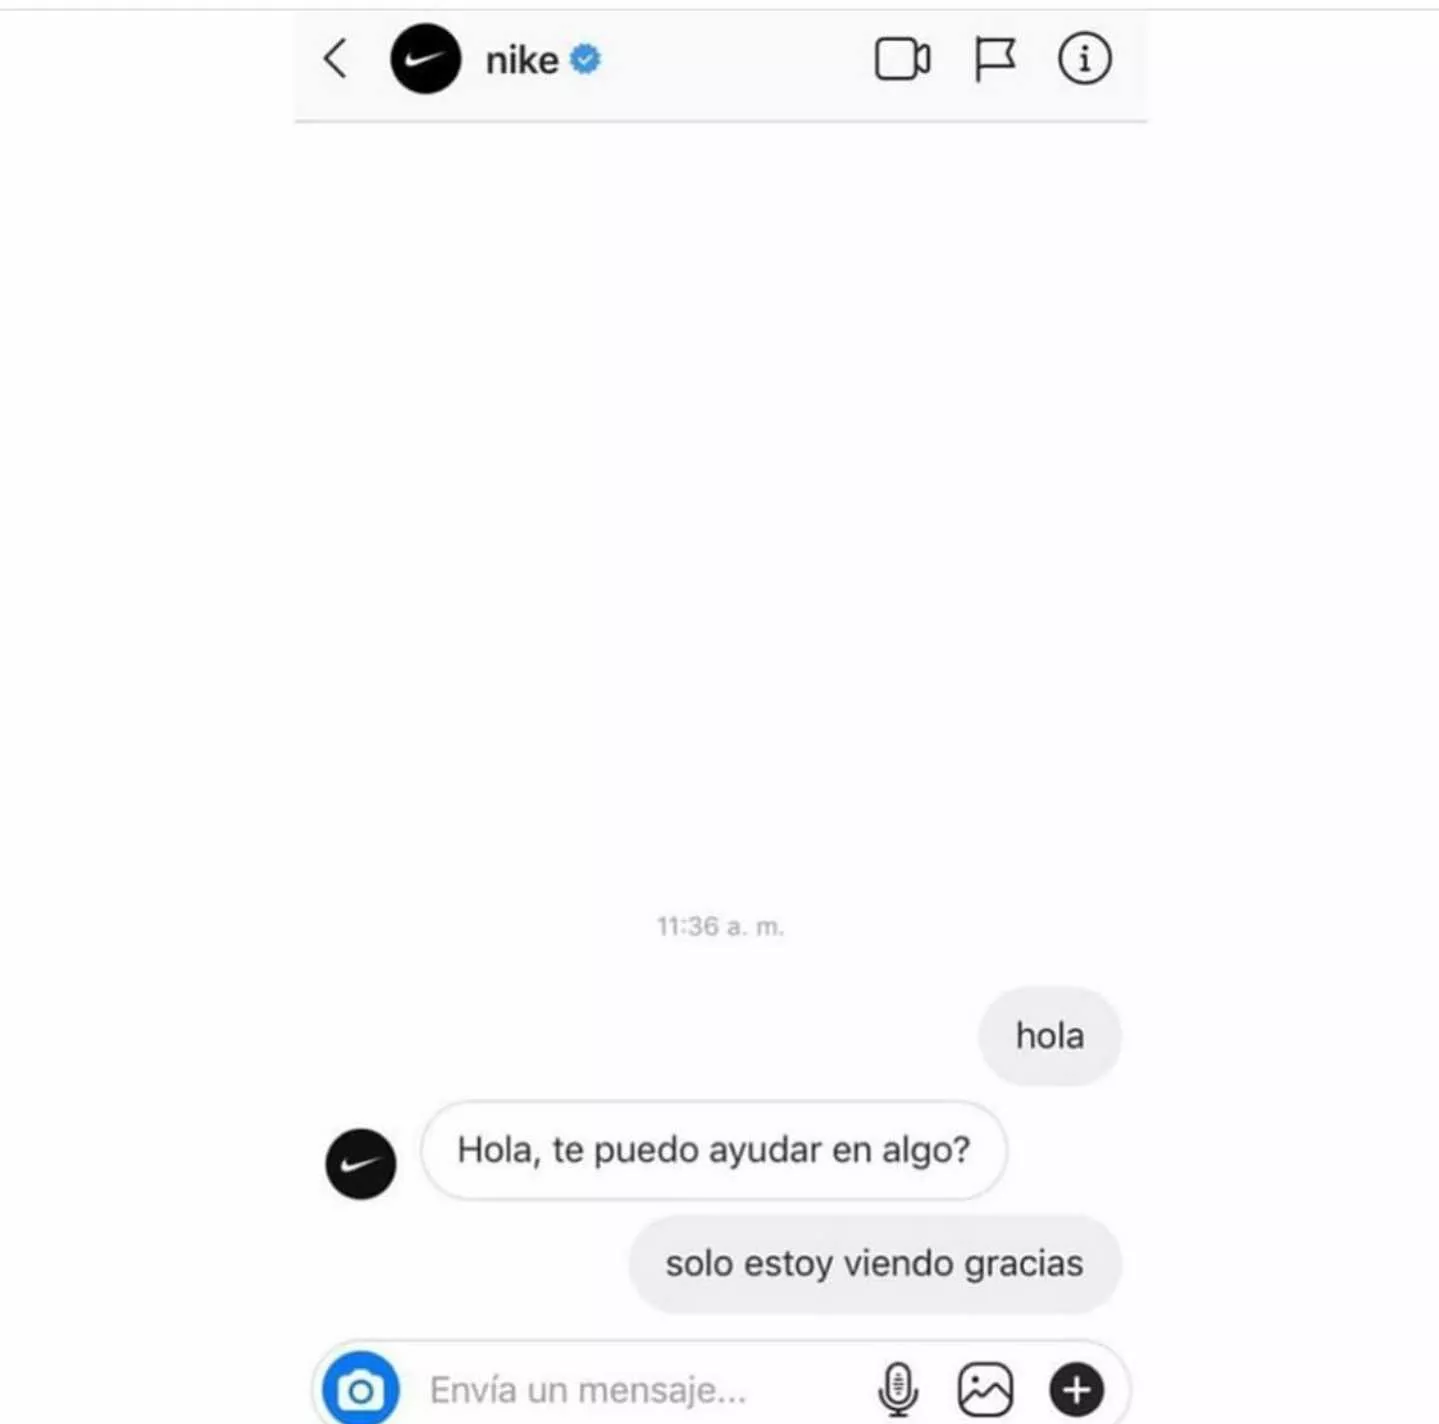 nike
11:36 a. m.
hola
Hola, te puedo ayudar en algo?
solo estoy viendo gracias
Envía un mensaje...